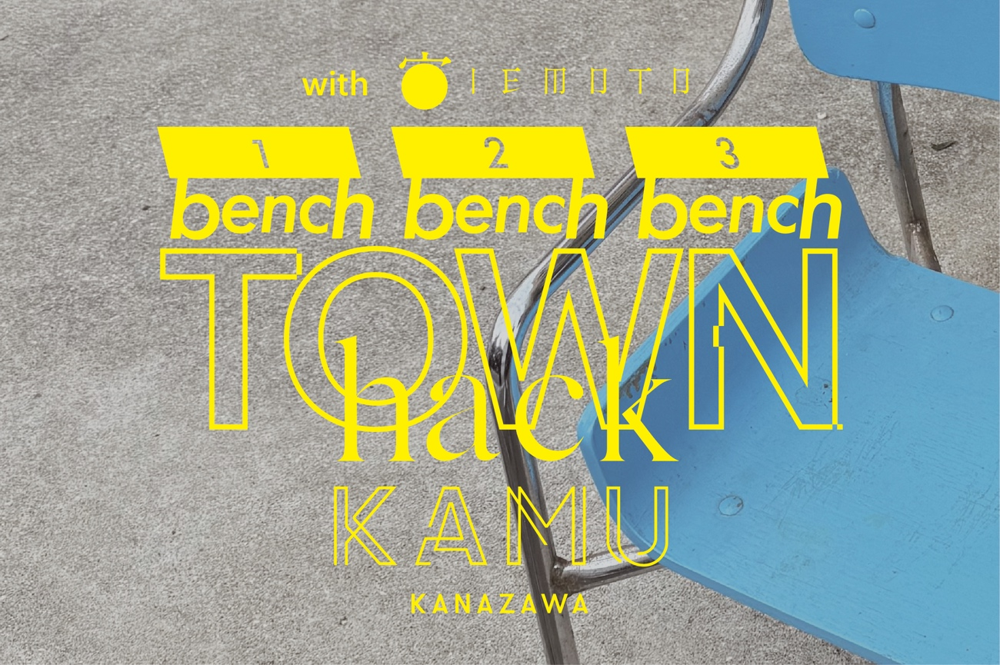 with IEMOTO
1 2 3
bench bench bench
TOWN
hack
KAMU
KANAZAWA